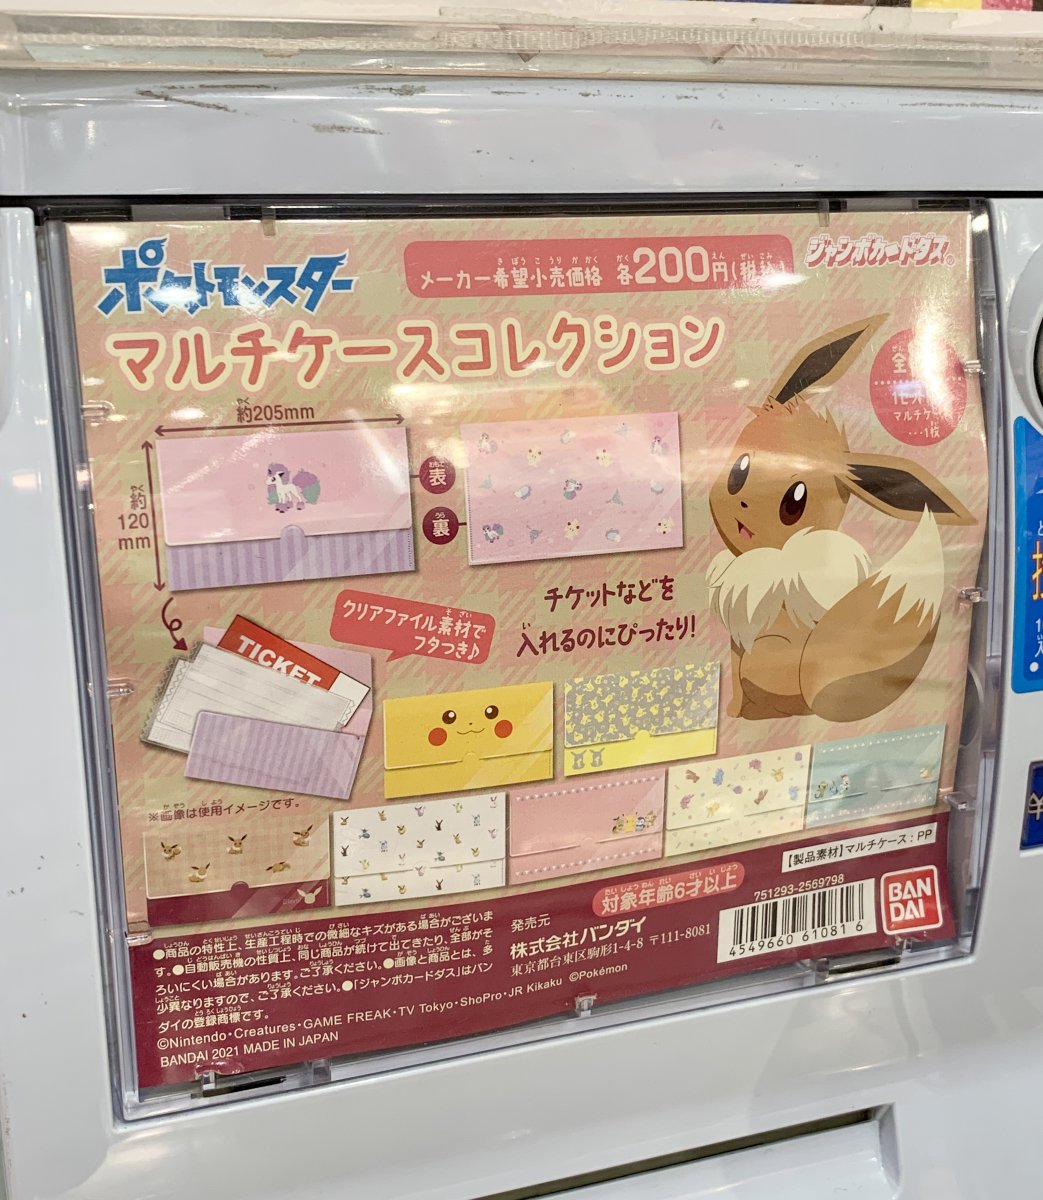 ポケットモンスター
メーカー希望小売価格 各200円(税込)
ジャンボカードダス®
マルチケースコレクション
全
マルチケ
…1枚
約205mm
約
120
mm
表
裏
チケットなどを
入れるのにぴったり!
クリアファイル素材で
フタつき♪
TICKET
※画像は使用イメージです。
【製品素材】マルチケース:PP
対象年齢6才以上
751293-2569798
BAN
DAI
4549660 61081 6
●商品の特性上、生産工程時での微細なキズがある場合がございま
す。●自動販売機の性質上、同じ商品が続けて出てきたり、全部がそ
ろいにくい場合があります。ご了承ください。●画像と商品とは、多
少異なりますので、ご了承ください。●「ジャンボカードダス」はバン
ダイの登録商標です。
発売元
株式会社バンダイ
東京都台東区駒形1-4-8 〒111-8081
©Pokémon
©Nintendo・Creatures・GAME FREAK・TV Tokyo・ShoPro・JR Kikaku
BANDAI 2021 MADE IN JAPAN